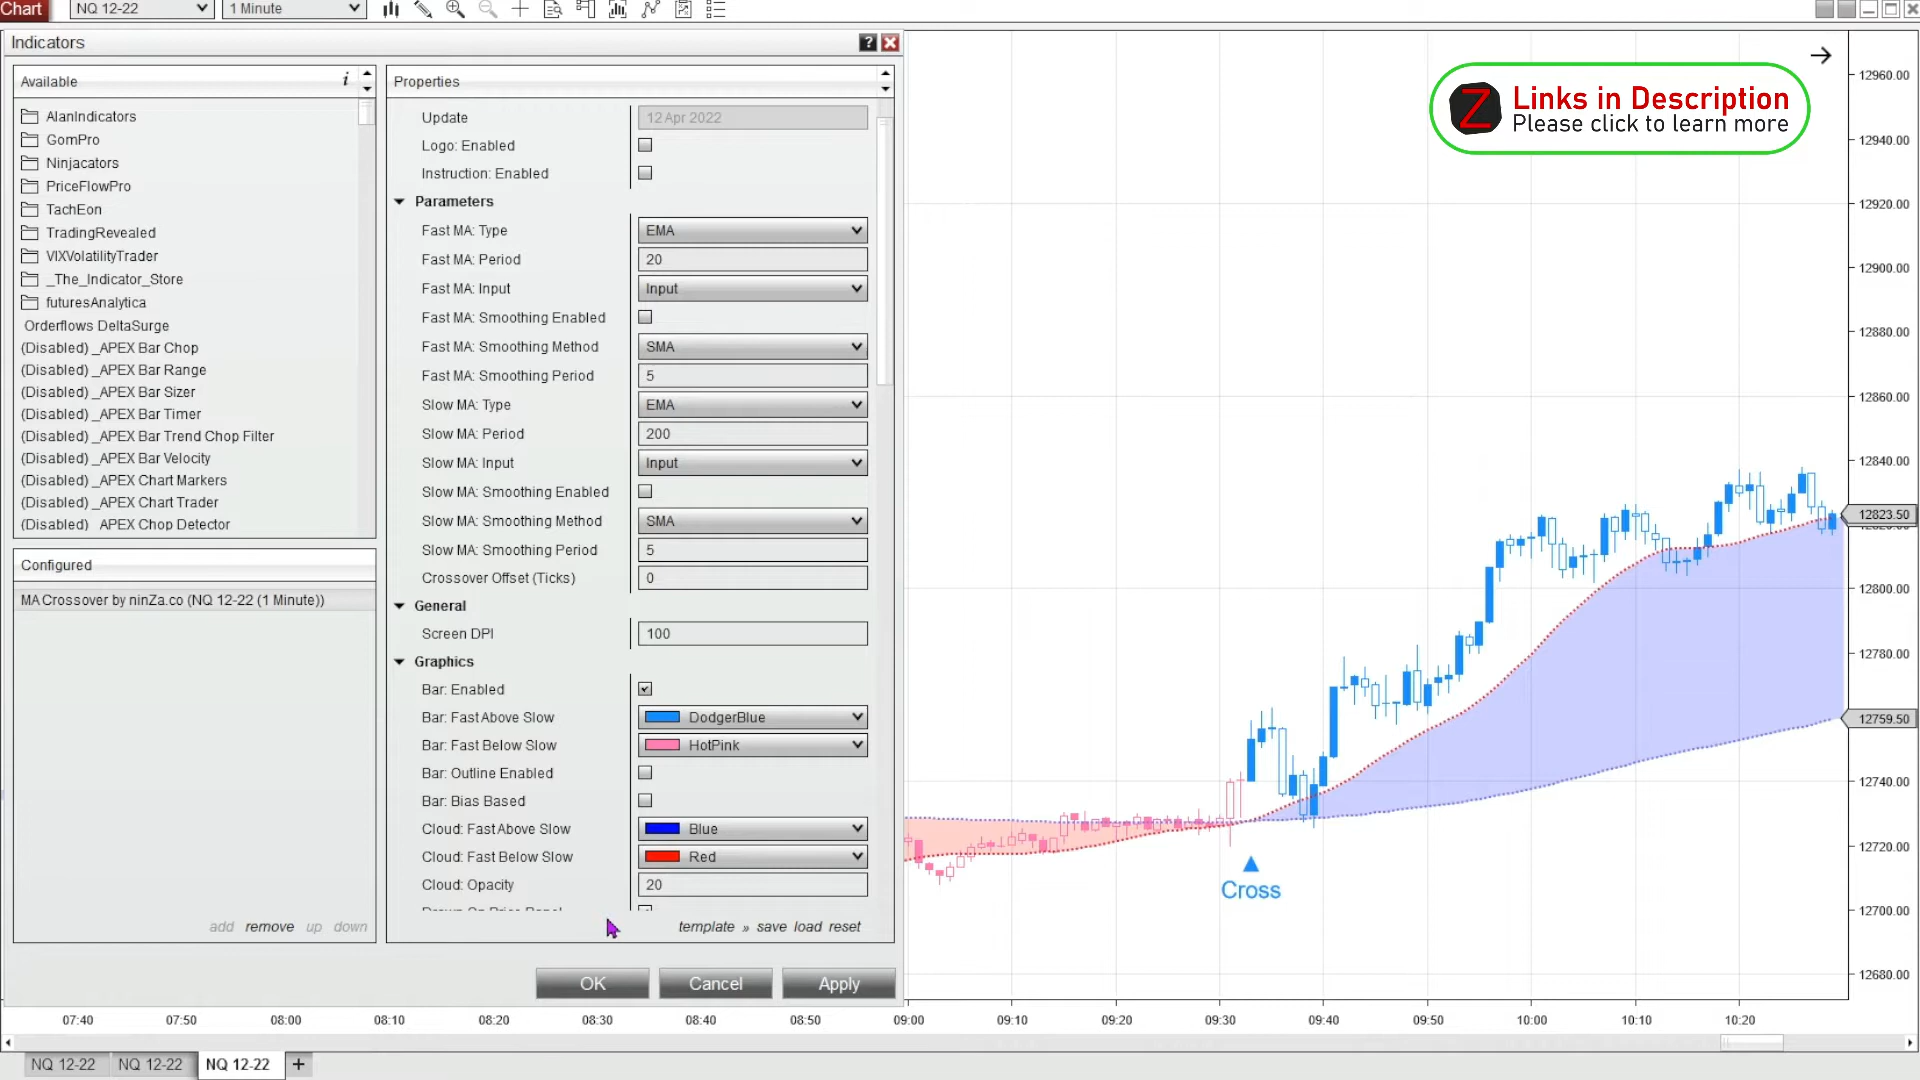 Chart NQ 12-22 1 Minute
Indicators ?
Available i
AlanIndicators
GomPro
Ninjacators
PriceFlowPro
TachEon
TradingRevealed
VIXVolatilityTrader
_The_Indicator_Store
futuresAnalytica
Orderflows DeltaSurge
(Disabled) _APEX Bar Chop
(Disabled) _APEX Bar Range
(Disabled) _APEX Bar Sizer
(Disabled) _APEX Bar Timer
(Disabled) _APEX Bar Trend Chop Filter
(Disabled) _APEX Bar Velocity
(Disabled) _APEX Chart Markers
(Disabled) _APEX Chart Trader
(Disabled) _APEX Chop Detector
Configured
MA Crossover by ninZa.co (NQ 12-22 (1 Minute))
add remove up down
Properties
Update 12 Apr 2022
Logo: Enabled
Instruction: Enabled
Parameters
Fast MA: Type EMA
Fast MA: Period 20
Fast MA: Input Input
Fast MA: Smoothing Enabled
Fast MA: Smoothing Method SMA
Fast MA: Smoothing Period 5
Slow MA: Type EMA
Slow MA: Period 200
Slow MA: Input Input
Slow MA: Smoothing Enabled
Slow MA: Smoothing Method SMA
Slow MA: Smoothing Period 5
Crossover Offset (Ticks) 0
General
Screen DPI 100
Graphics
Bar: Enabled
Bar: Fast Above Slow DodgerBlue
Bar: Fast Below Slow HotPink
Bar: Outline Enabled
Bar: Bias Based
Cloud: Fast Above Slow Blue
Cloud: Fast Below Slow Red
Cloud: Opacity 20
template » save load reset
OK Cancel Apply
Z
Links in Description
Please click to learn more
Cross
12960.00
12940.00
12920.00
12900.00
12880.00
12860.00
12840.00
12823.50
12800.00
12780.00
12759.50
12740.00
12720.00
12700.00
12680.00
07:40 07:50 08:00 08:10 08:20 08:30 08:40 08:50 09:00 09:10 09:20 09:30 09:40 09:50 10:00 10:10 10:20
NQ 12-22 NQ 12-22 NQ 12-22 +